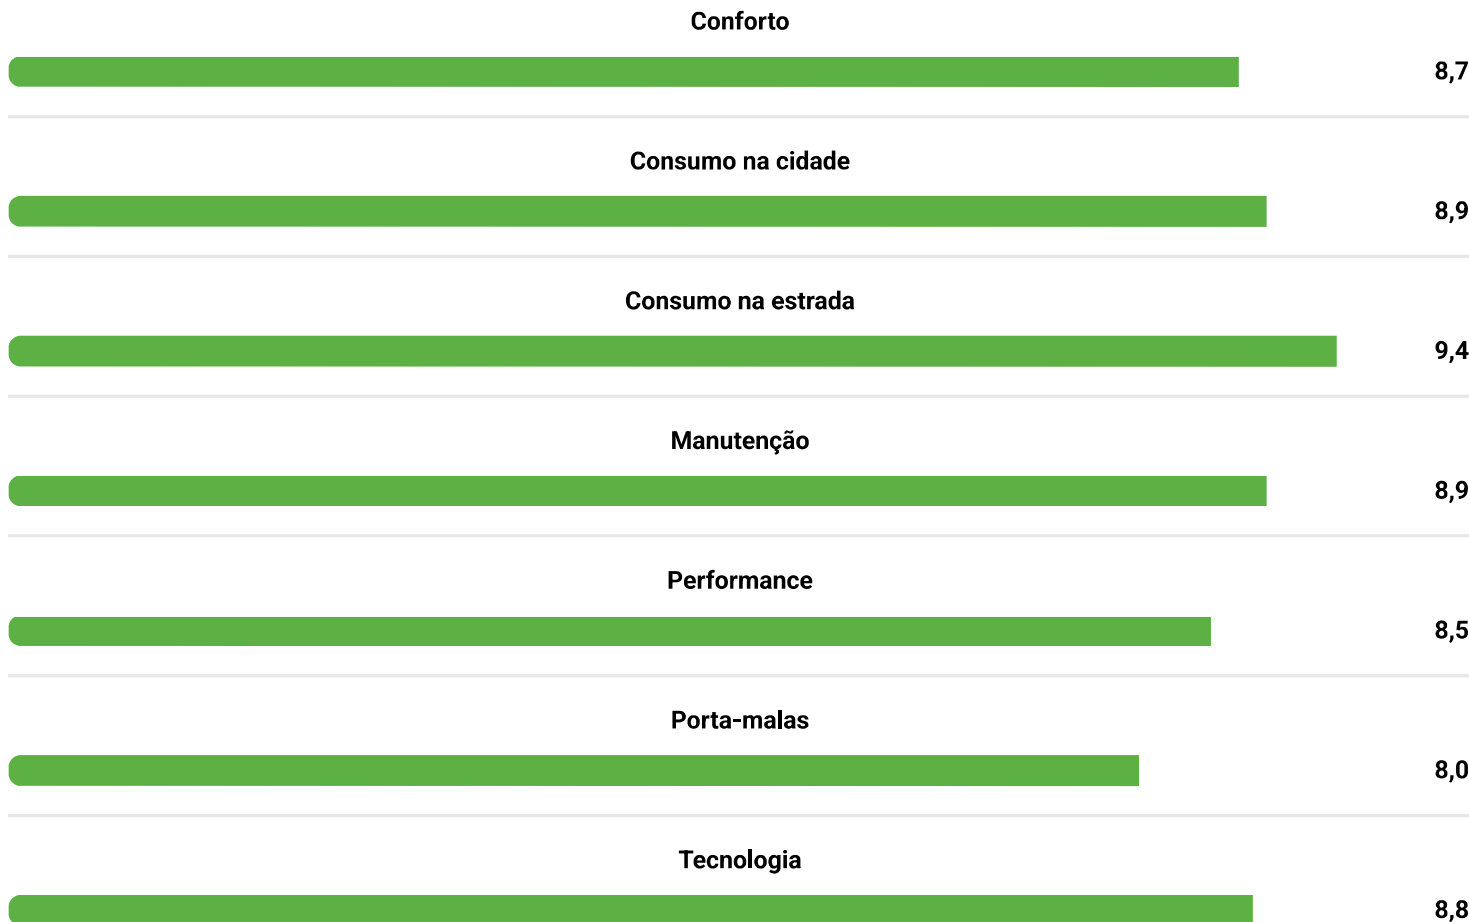 Conforto
8,7
Consumo na cidade
8,9
Consumo na estrada
9,4
Manutenção
8,9
Performance
8,5
Porta-malas
8,0
Tecnologia
8,8